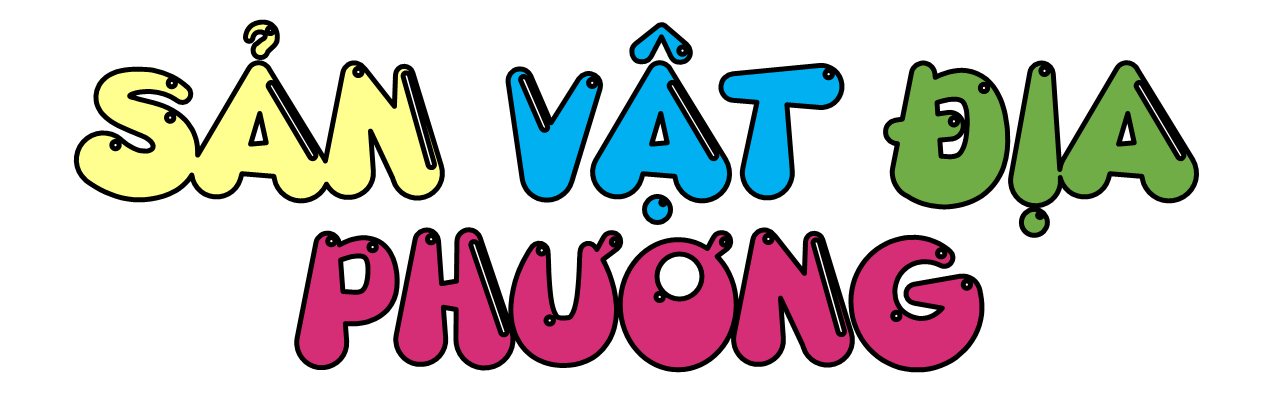 SẢN VẬT ĐỊA
PHƯƠNG